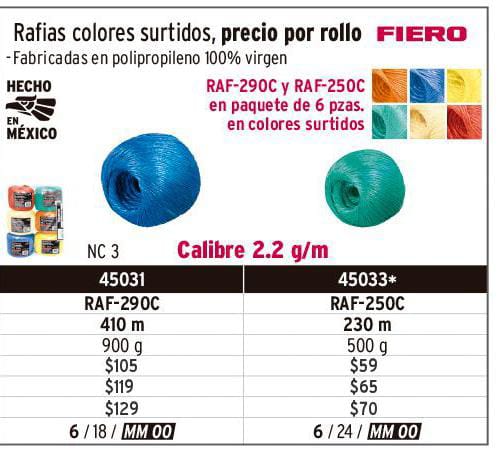 Rafias colores surtidos, precio por rollo FIERO
-Fabricadas en polipropileno 100% virgen
HECHO
EN
MÉXICO
RAF-290C y RAF-250C
en paquete de 6 pzas.
en colores surtidos
NC 3
Calibre 2.2 g/m
45031 45033*
RAF-290C RAF-250C
410 m 230 m
900 g 500 g
$105 $59
$119 $65
$129 $70
6 / 18 / MM 00 6 / 24 / MM 00